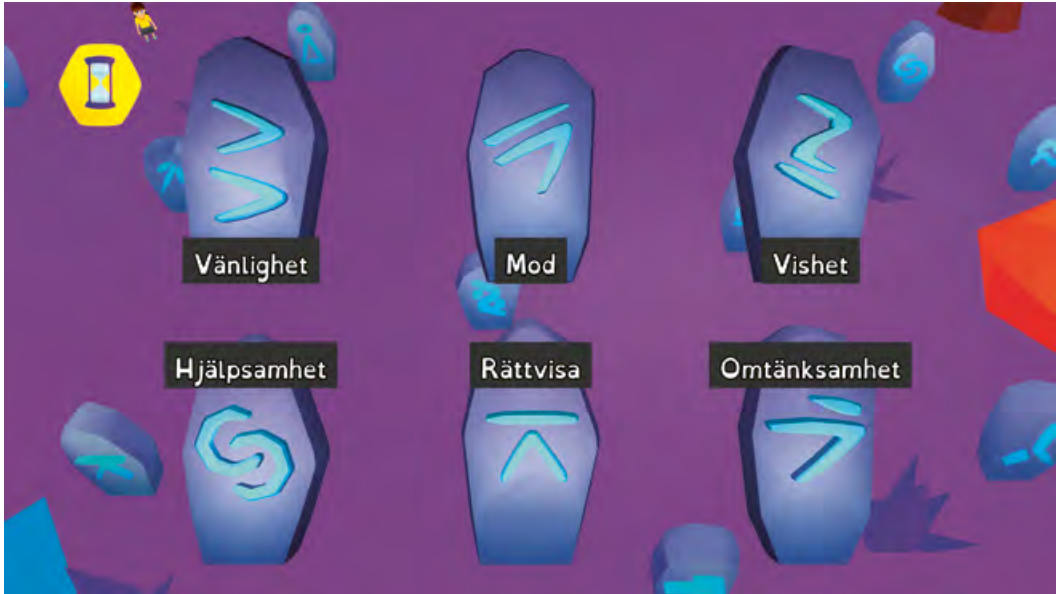 Vänlighet
Mod
Vishet
Hjälpsamhet
Rättvisa
Omtänksamhet